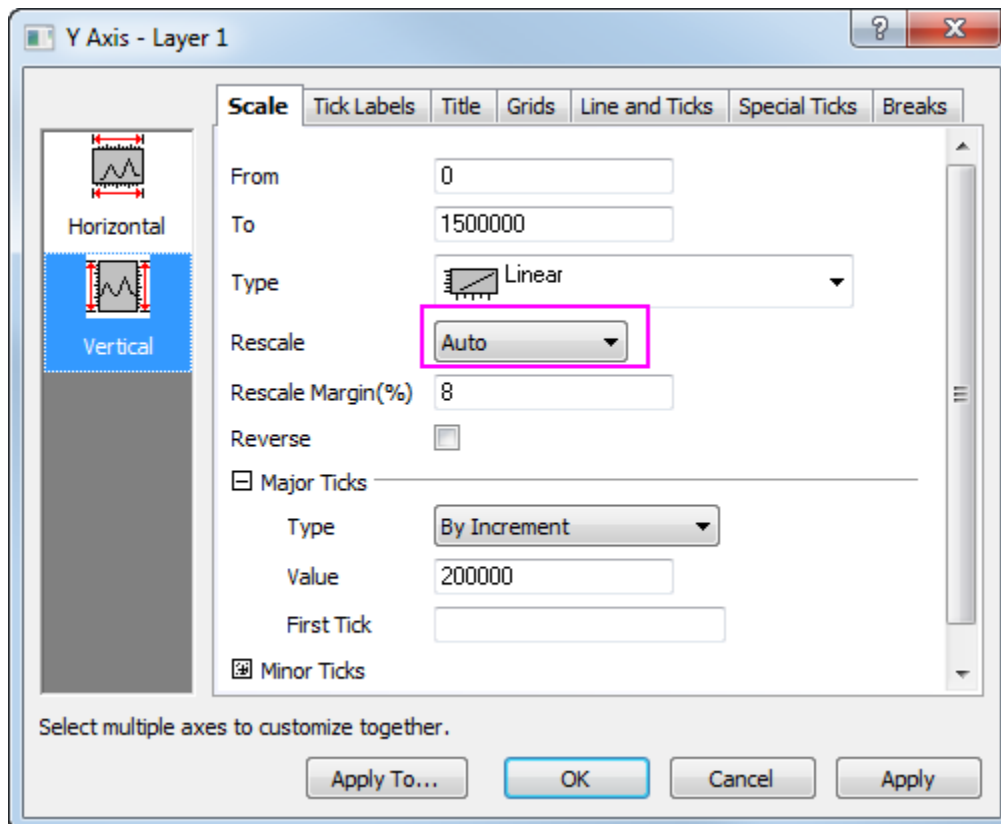 Y Axis - Layer 1
?
Scale Tick Labels Title Grids Line and Ticks Special Ticks Breaks
Horizontal
Vertical
From 0
To 1500000
Type Linear
Rescale Auto
Rescale Margin(%) 8
Reverse
Major Ticks
Type By Increment
Value 200000
First Tick
Minor Ticks
Select multiple axes to customize together.
Apply To... OK Cancel Apply